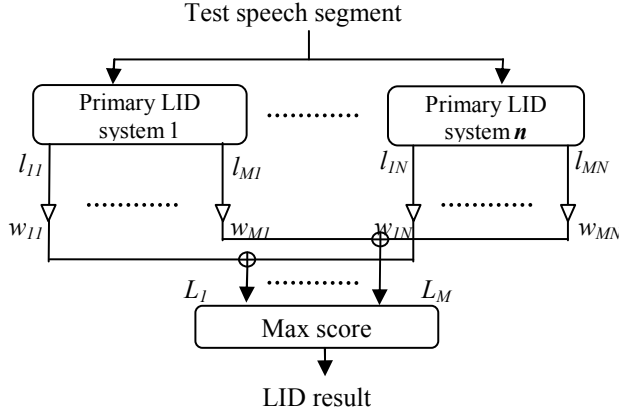 Test speech segment
Primary LID
system 1
Primary LID
system n
l11
lM1
l1N
lMN
w11
wM1
w1N
wMN
L1
LM
Max score
LID result